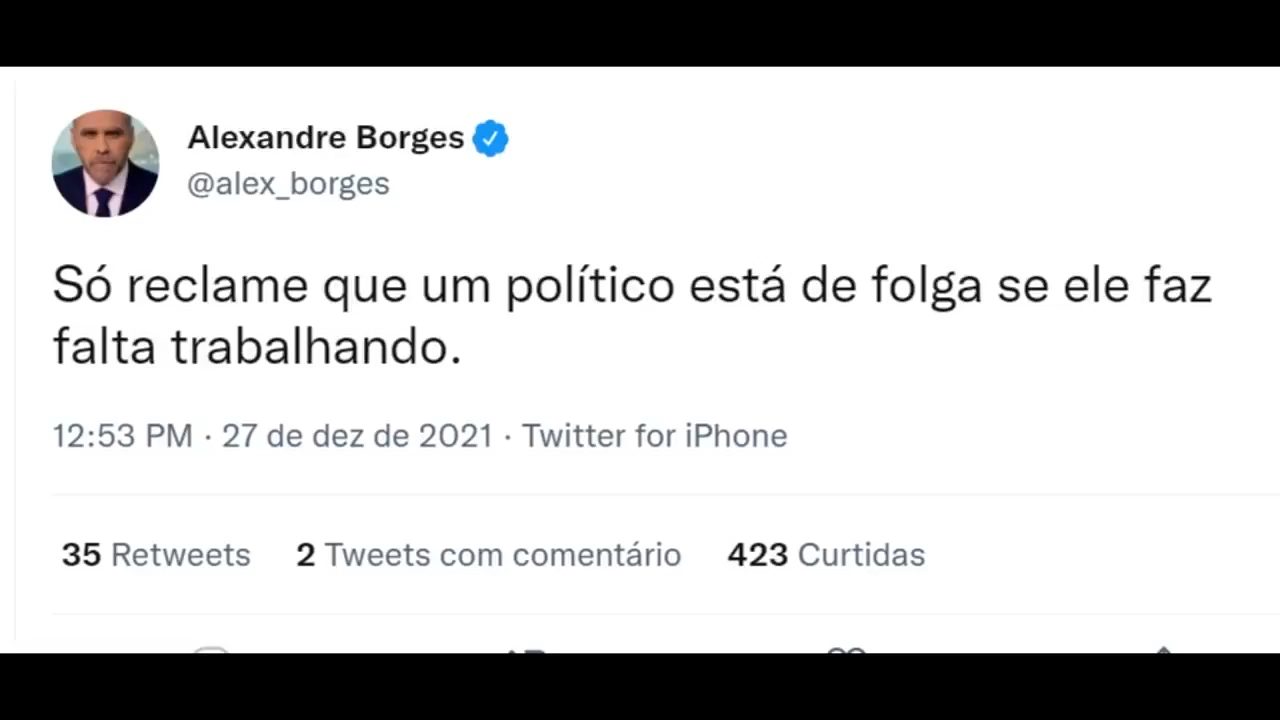 Alexandre Borges
@alex_borges
Só reclame que um político está de folga se ele faz
falta trabalhando.
12:53 PM · 27 de dez de 2021 · Twitter for iPhone
35 Retweets 2 Tweets com comentário 423 Curtidas